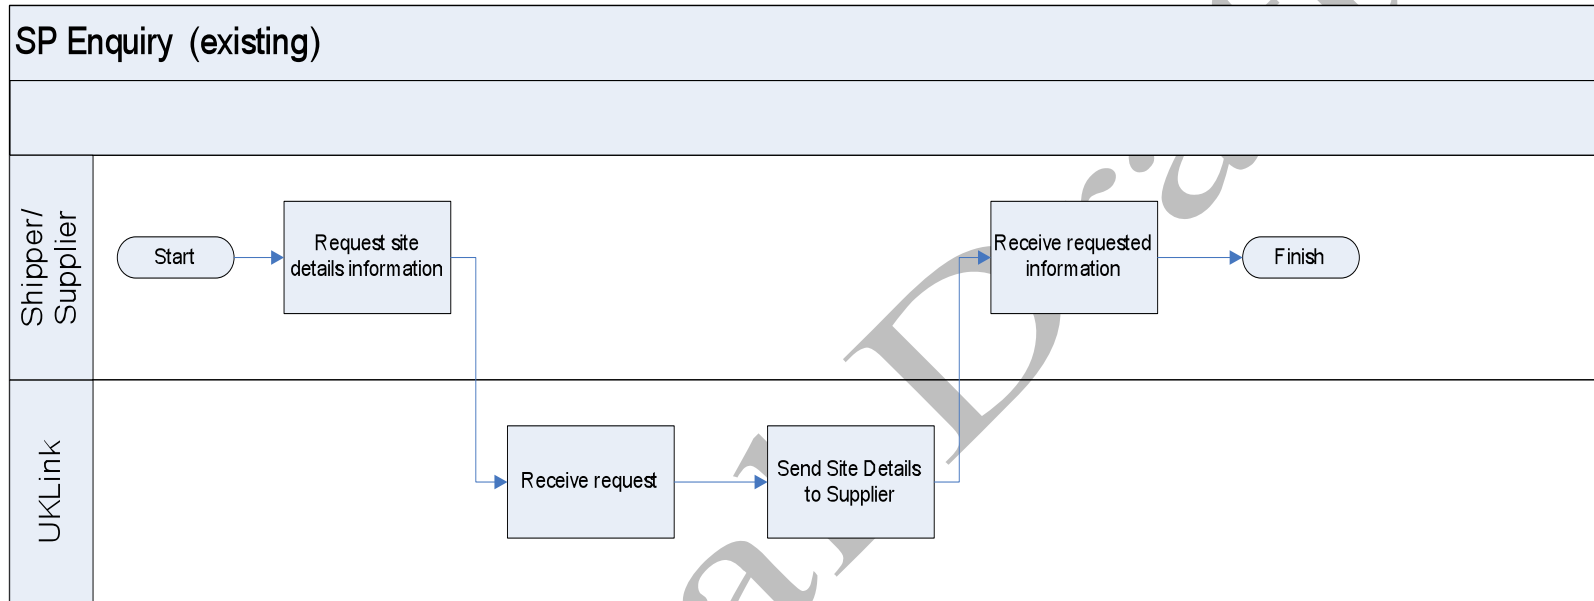 SP Enquiry (existing)
Shipper/
Supplier
Start
Request site
details information
Receive requested
information
Finish
UKLink
Receive request
Send Site Details
to Supplier